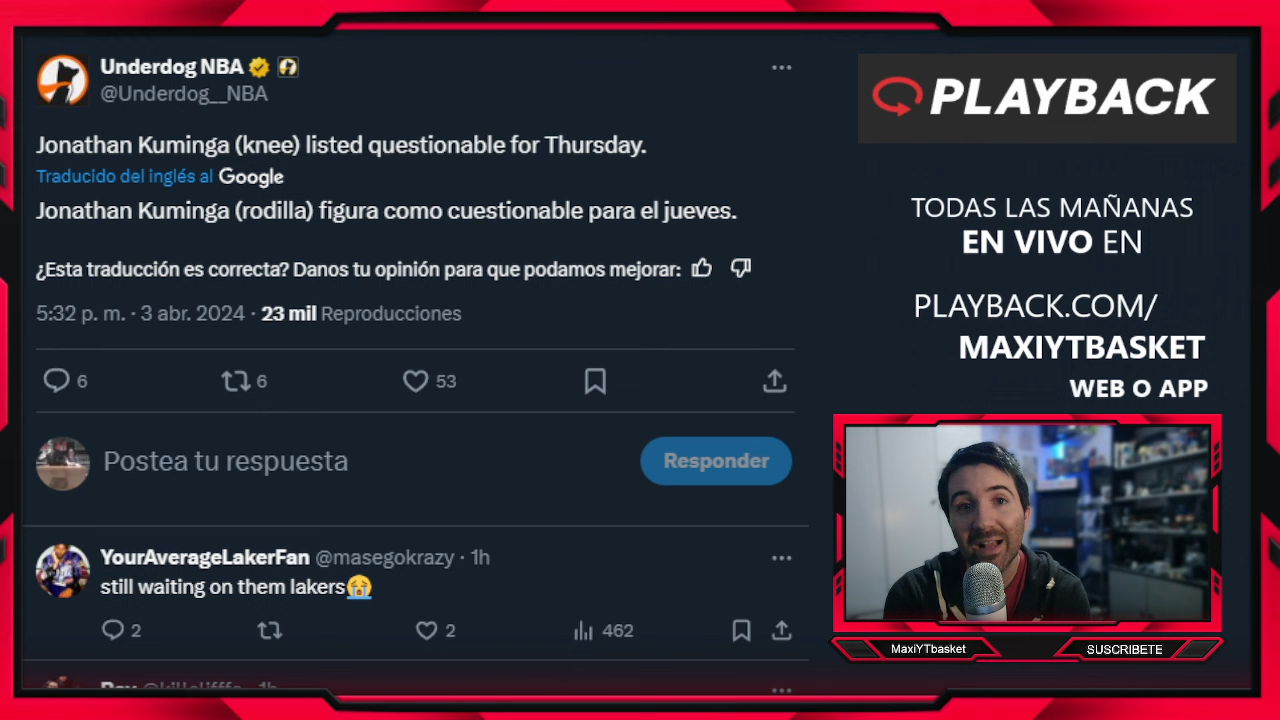 Underdog NBA
@Underdog__NBA
Jonathan Kuminga (knee) listed questionable for Thursday.
Traducido del inglés al Google
Jonathan Kuminga (rodilla) figura como cuestionable para el jueves.
¿Esta traducción es correcta? Danos tu opinión para que podamos mejorar:
5:32 p. m. · 3 abr. 2024 · 23 mil Reproducciones
6 6 53
Postea tu respuesta
Responder
YourAverageLakerFan @masegokrazy · 1h
still waiting on them lakers😭
2 2 462
PLAYBACK
TODAS LAS MAÑANAS
EN VIVO EN
PLAYBACK.COM/
MAXIYTBASKET
WEB O APP
MaxiYTbasket
SUSCRIBETE